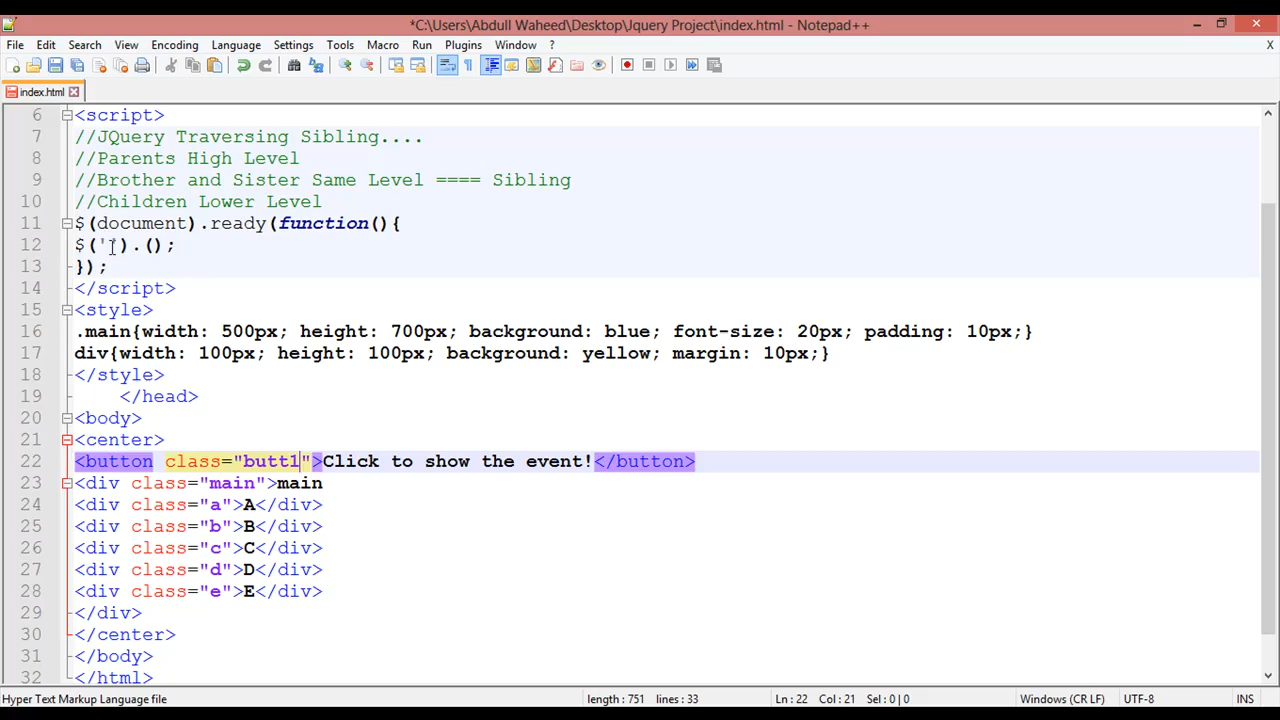 *C:\Users\Abdull Waheed\Desktop\Jquery Project\index.html - Notepad++
File Edit Search View Encoding Language Settings Tools Macro Run Plugins Window ? X
index.html
6 <script>
7 //JQuery Traversing Sibling....
8 //Parents High Level
9 //Brother and Sister Same Level ==== Sibling
10 //Children Lower Level
11 $(document).ready(function(){
12 $('').();
13 });
14 </script>
15 <style>
16 .main{width: 500px; height: 700px; background: blue; font-size: 20px; padding: 10px;}
17 div{width: 100px; height: 100px; background: yellow; margin: 10px;}
18 </style>
19 </head>
20 <body>
21 <center>
22 <button class="butt1">Click to show the event!</button>
23 <div class="main">main
24 <div class="a">A</div>
25 <div class="b">B</div>
26 <div class="c">C</div>
27 <div class="d">D</div>
28 <div class="e">E</div>
29 </div>
30 </center>
31 </body>
32 </html>
Hyper Text Markup Language file length : 751 lines : 33 Ln : 22 Col : 21 Sel : 0 | 0 Windows (CR LF) UTF-8 INS